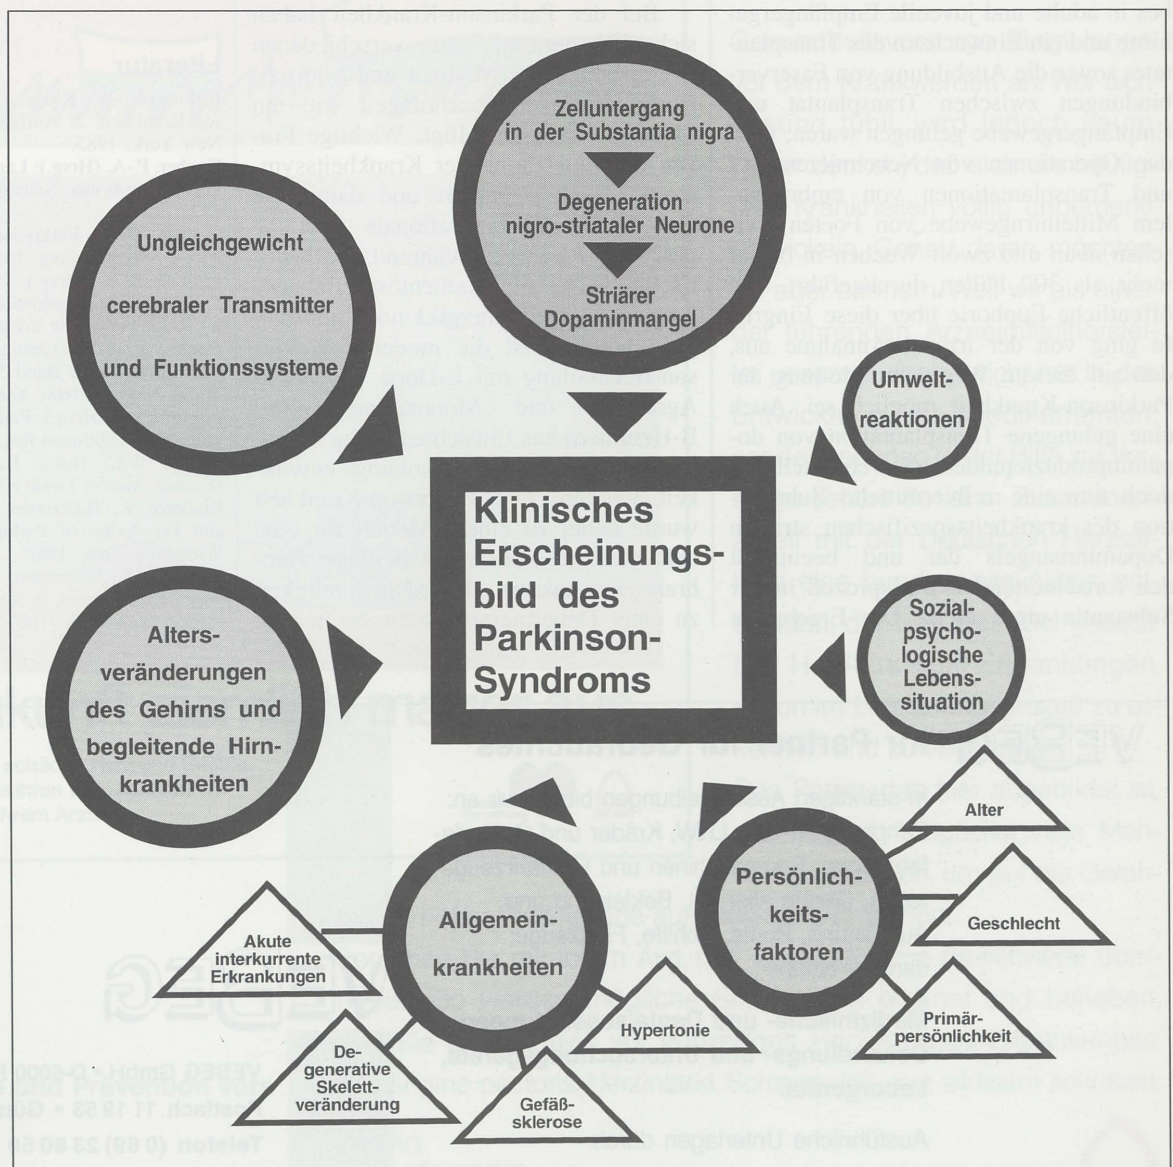 Zelluntergang
in der Substantia nigra
Degeneration
nigro-striataler Neurone
Striärer
Dopaminmangel
Ungleichgewicht
cerebraler Transmitter
und Funktionssysteme
Umwelt-
reaktionen
Klinisches
Erscheinungs-
bild des
Parkinson-
Syndroms
Alters-
veränderungen
des Gehirns und
begleitende Hirn-
krankheiten
Sozial-
psycho-
logische
Lebens-
situation
Allgemein-
krankheiten
Akute
interkurrente
Erkrankungen
De-
generative
Skelett-
veränderung
Gefäß-
sklerose
Hypertonie
Persönlich-
keits-
faktoren
Alter
Geschlecht
Primär-
persönlichkeit